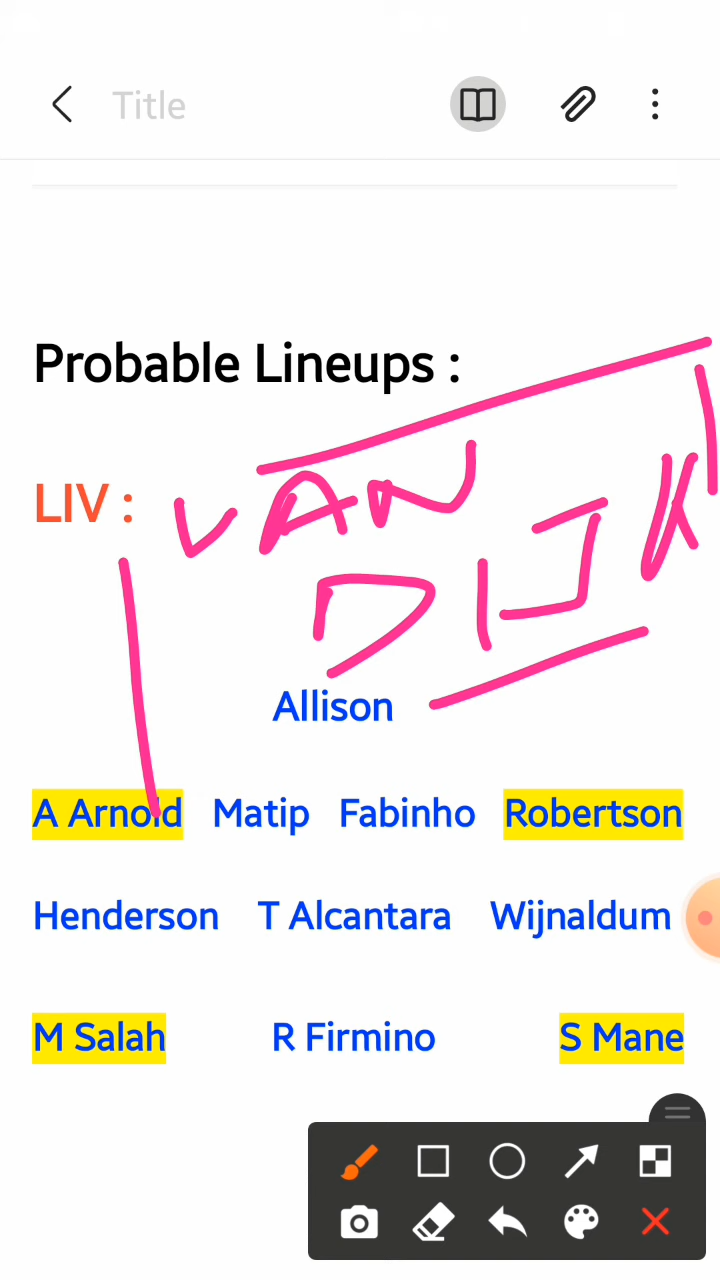 Title
Probable Lineups :
LIV : VAN
DIJK
Allison
A Arnold Matip Fabinho Robertson
Henderson T Alcantara Wijnaldum
M Salah R Firmino S Mane